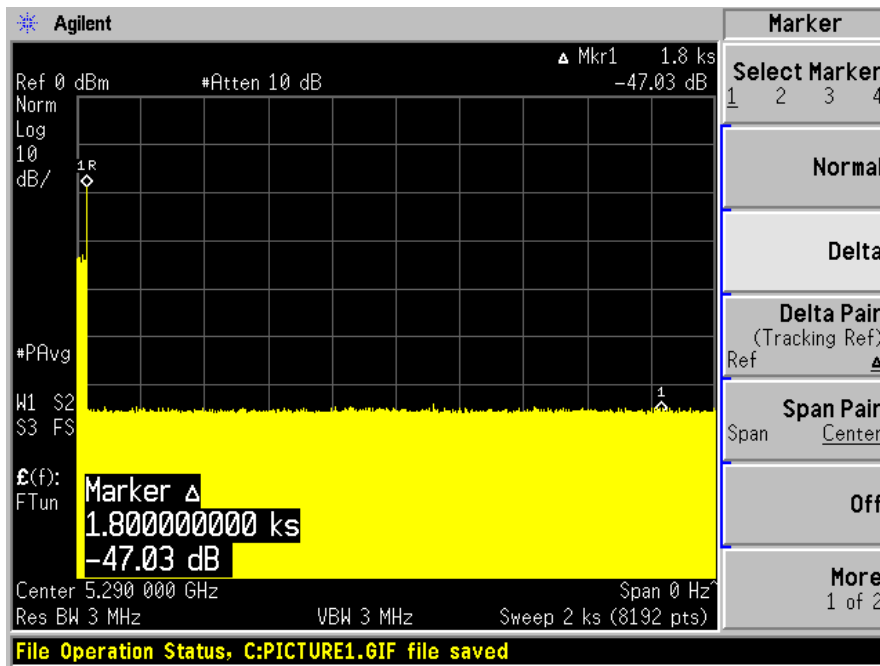 Agilent
Marker
Δ Mkr1 1.8 ks
Ref 0 dBm #Atten 10 dB -47.03 dB
Norm
Log
10
dB/
1R
1
#PAvg
W1 S2
S3 FS
£(f):
FTun
Marker Δ
1.800000000 ks
-47.03 dB
Center 5.290 000 GHz Span 0 Hz^
Res BW 3 MHz VBW 3 MHz Sweep 2 ks (8192 pts)
File Operation Status, C:PICTURE1.GIF file saved
Select Marker
1 2 3 4
Normal
Delta
Delta Pair
(Tracking Ref)
Ref Δ
Span Pair
Span Center
Off
More
1 of 2